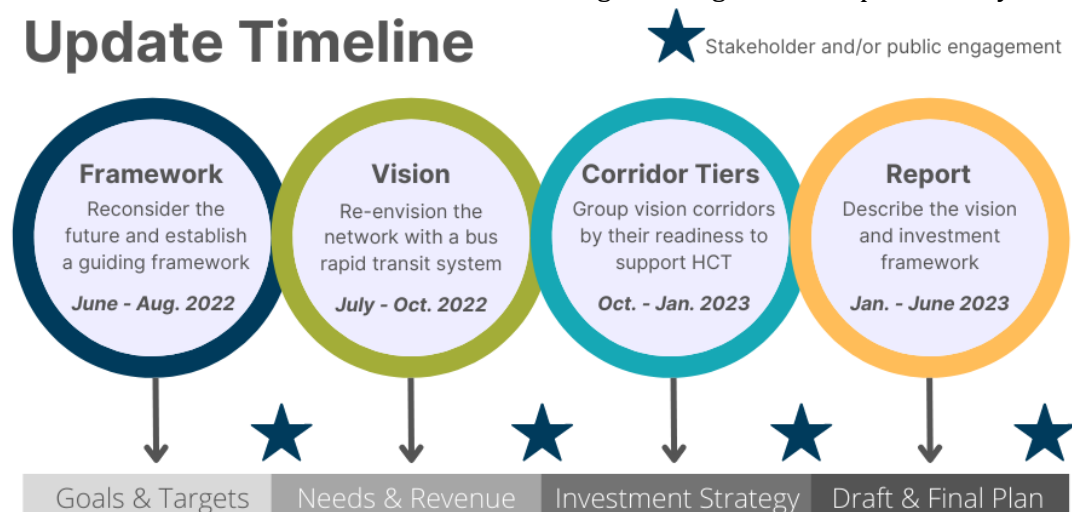 Update Timeline
Stakeholder and/or public engagement
Framework
Reconsider the
future and establish
a guiding framework
June - Aug. 2022
Vision
Re-envision the
network with a bus
rapid transit system
July - Oct. 2022
Corridor Tiers
Group vision corridors
by their readiness to
support HCT
Oct. - Jan. 2023
Report
Describe the vision
and investment
framework
Jan. - June 2023
Goals & Targets
Needs & Revenue
Investment Strategy
Draft & Final Plan